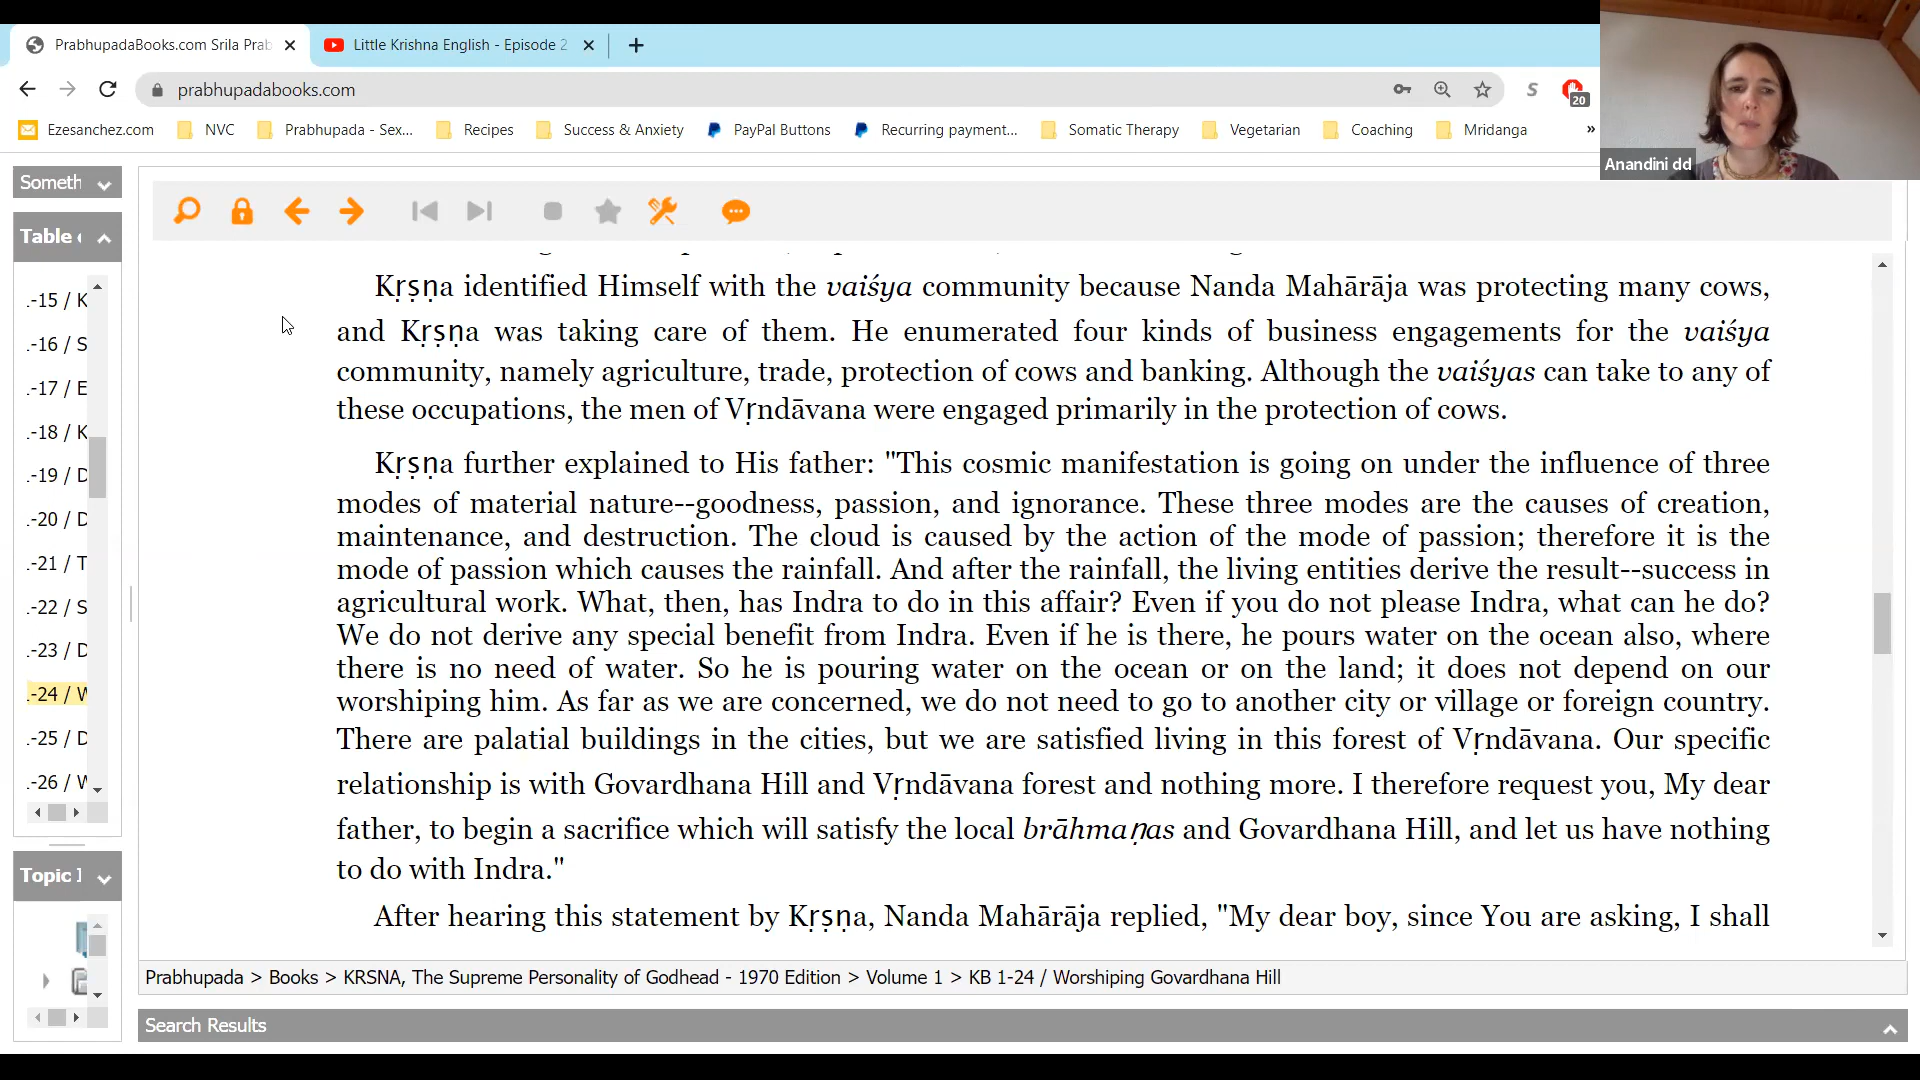 PrabhupadaBooks.com Srila Prab
Little Krishna English - Episode 2
prabhupadabooks.com
20
Ezesanchez.com
NVC
Prabhupada - Sex...
Recipes
Success & Anxiety
PayPal Buttons
Recurring payment...
Somatic Therapy
Vegetarian
Coaching
Mridanga
»
Anandini dd
Someth
Table
.-15 / K
.-16 / S
.-17 / E
.-18 / K
.-19 / D
.-20 / D
.-21 / T
.-22 / S
.-23 / D
.-24 / W
.-25 / D
.-26 / W
Topic I
Kṛṣṇa identified Himself with the vaiśya community because Nanda Mahārāja was protecting many cows,
and Kṛṣṇa was taking care of them. He enumerated four kinds of business engagements for the vaiśya
community, namely agriculture, trade, protection of cows and banking. Although the vaiśyas can take to any of
these occupations, the men of Vṛndāvana were engaged primarily in the protection of cows.
Kṛṣṇa further explained to His father: "This cosmic manifestation is going on under the influence of three
modes of material nature--goodness, passion, and ignorance. These three modes are the causes of creation,
maintenance, and destruction. The cloud is caused by the action of the mode of passion; therefore it is the
mode of passion which causes the rainfall. And after the rainfall, the living entities derive the result--success in
agricultural work. What, then, has Indra to do in this affair? Even if you do not please Indra, what can he do?
We do not derive any special benefit from Indra. Even if he is there, he pours water on the ocean also, where
there is no need of water. So he is pouring water on the ocean or on the land; it does not depend on our
worshiping him. As far as we are concerned, we do not need to go to another city or village or foreign country.
There are palatial buildings in the cities, but we are satisfied living in this forest of Vṛndāvana. Our specific
relationship is with Govardhana Hill and Vṛndāvana forest and nothing more. I therefore request you, My dear
father, to begin a sacrifice which will satisfy the local brāhmaṇas and Govardhana Hill, and let us have nothing
to do with Indra."
After hearing this statement by Kṛṣṇa, Nanda Mahārāja replied, "My dear boy, since You are asking, I shall
Prabhupada > Books > KRSNA, The Supreme Personality of Godhead - 1970 Edition > Volume 1 > KB 1-24 / Worshiping Govardhana Hill
Search Results